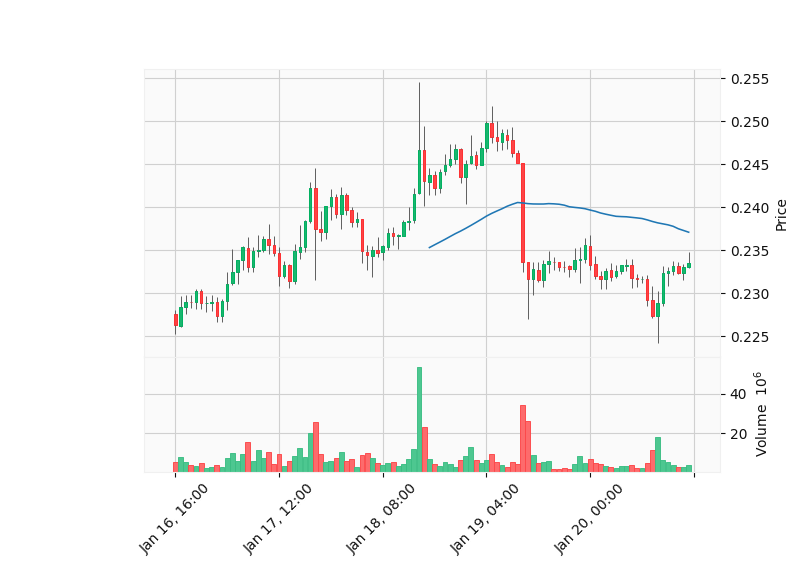 0.255
0.250
0.245
0.240
0.235
0.230
0.225
Price
40
20
Volume 10^6
Jan 16, 16:00
Jan 17, 12:00
Jan 18, 08:00
Jan 19, 04:00
Jan 20, 00:00